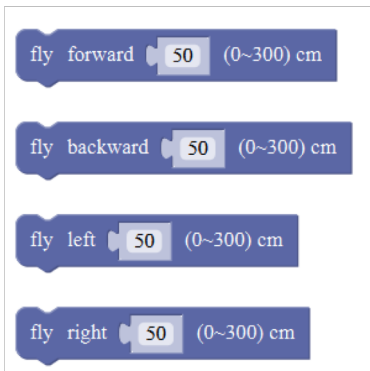 fly forward 50 (0~300) cm
fly backward 50 (0~300) cm
fly left 50 (0~300) cm
fly right 50 (0~300) cm